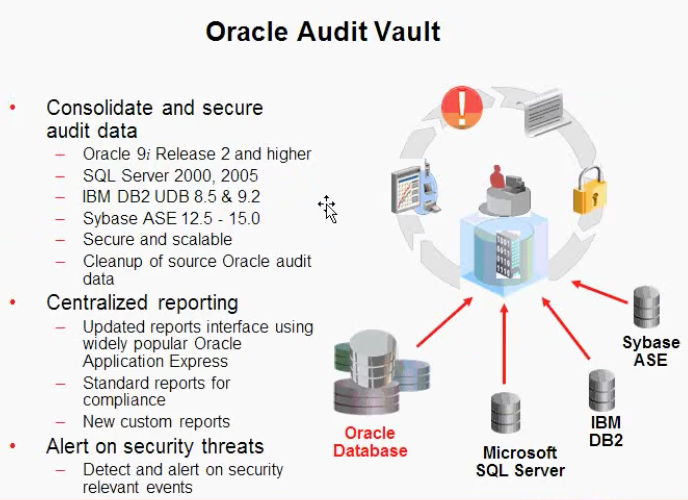 Oracle Audit Vault
• Consolidate and secure
audit data
– Oracle 9i Release 2 and higher
– SQL Server 2000, 2005
– IBM DB2 UDB 8.5 & 9.2
– Sybase ASE 12.5 - 15.0
– Secure and scalable
– Cleanup of source Oracle audit
data
• Centralized reporting
– Updated reports interface using
widely popular Oracle
Application Express
– Standard reports for
compliance
– New custom reports
• Alert on security threats
– Detect and alert on security
relevant events
Oracle
Database
Microsoft
SQL Server
IBM
DB2
Sybase
ASE